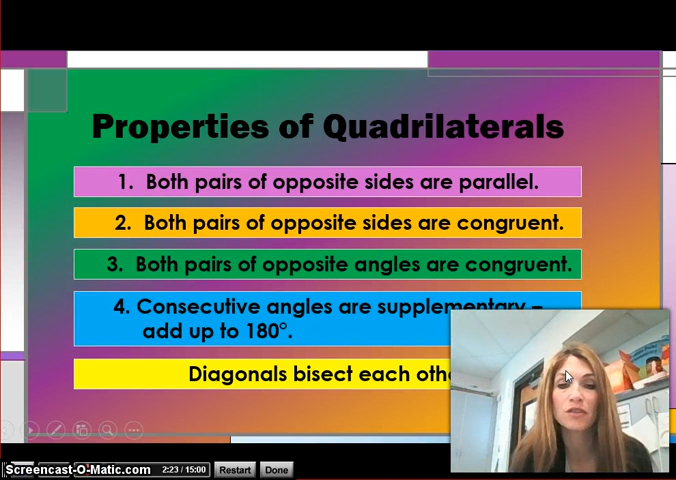 Properties of Quadrilaterals
1. Both pairs of opposite sides are parallel.
2. Both pairs of opposite sides are congruent.
3. Both pairs of opposite angles are congruent.
4. Consecutive angles are supplementary –
add up to 180°.
Diagonals bisect each
Screencast-O-Matic.com 2:23 / 15:00 Restart Done